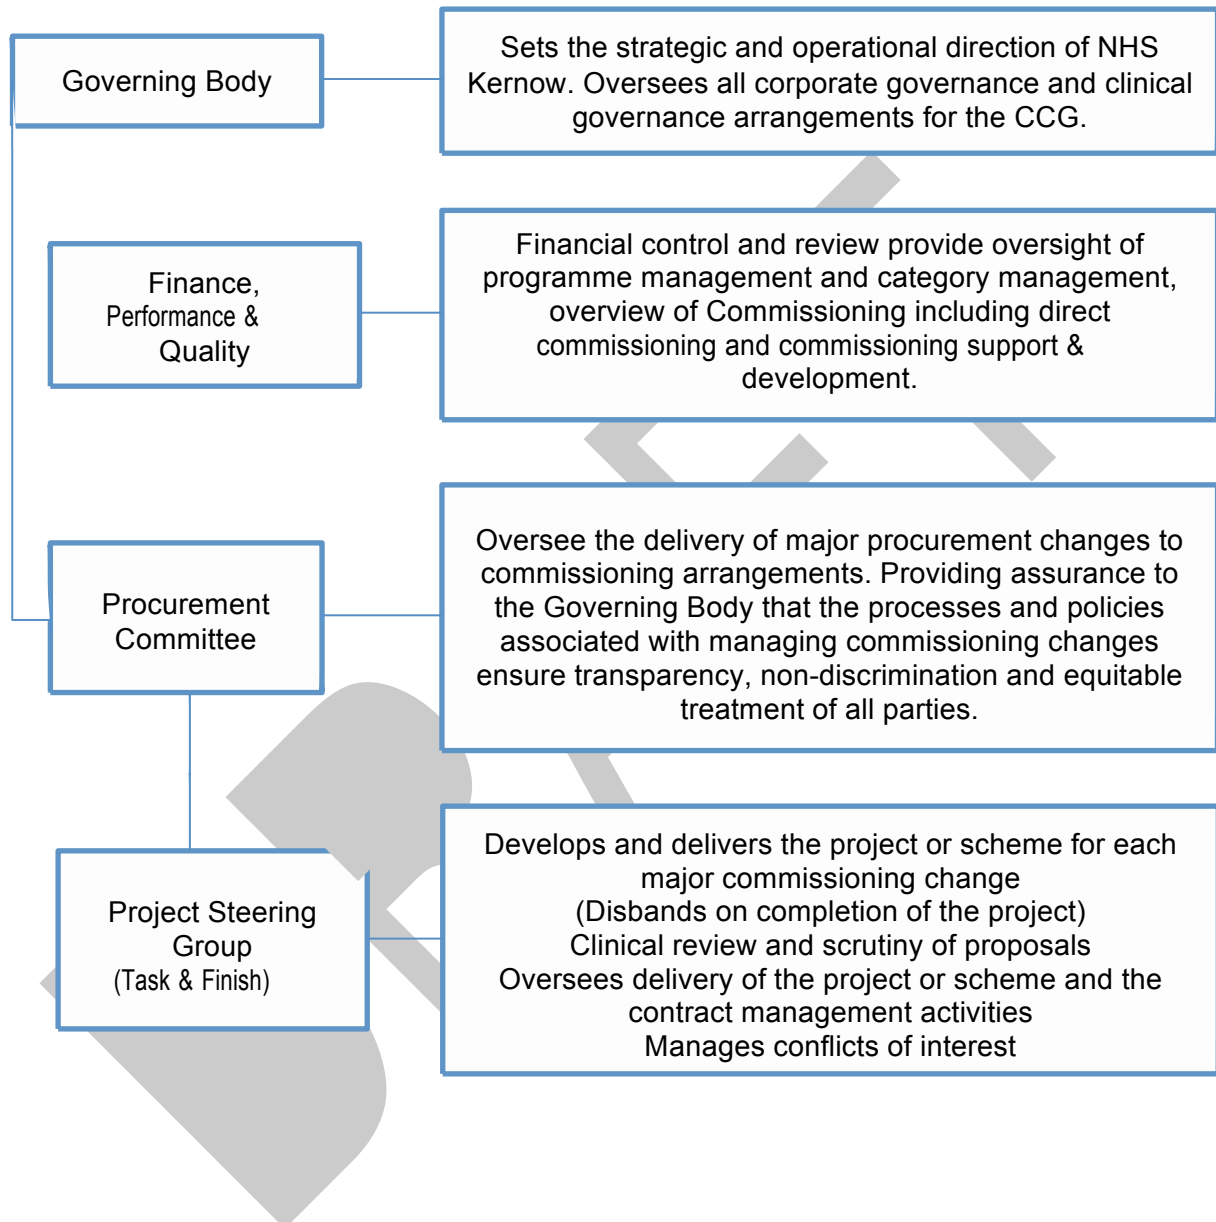 Governing Body
Sets the strategic and operational direction of NHS
Kernow. Oversees all corporate governance and clinical
governance arrangements for the CCG.
Finance,
Performance &
Quality
Financial control and review provide oversight of
programme management and category management,
overview of Commissioning including direct
commissioning and commissioning support &
development.
Procurement
Committee
Oversee the delivery of major procurement changes to
commissioning arrangements. Providing assurance to
the Governing Body that the processes and policies
associated with managing commissioning changes
ensure transparency, non-discrimination and equitable
treatment of all parties.
Project Steering
Group
(Task & Finish)
Develops and delivers the project or scheme for each
major commissioning change
(Disbands on completion of the project)
Clinical review and scrutiny of proposals
Oversees delivery of the project or scheme and the
contract management activities
Manages conflicts of interest